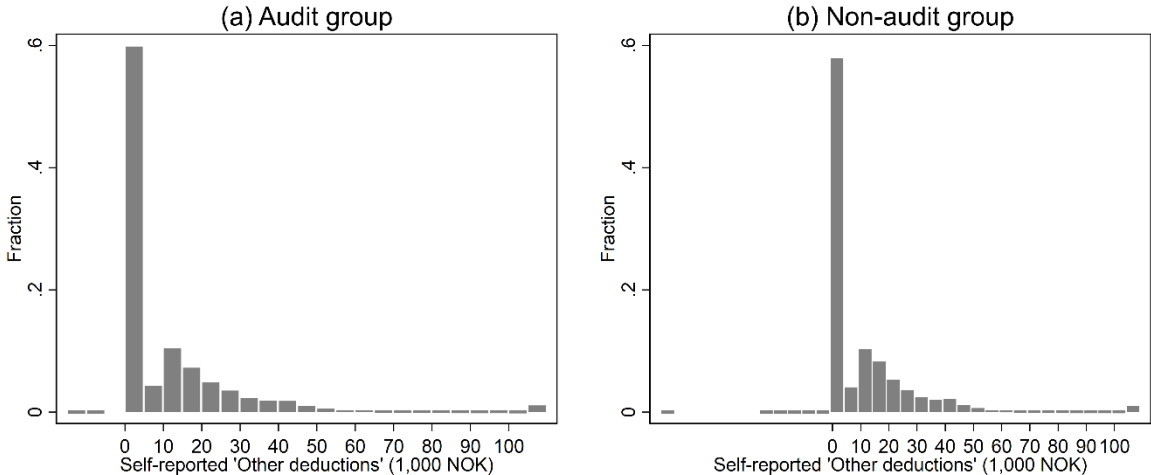 (a) Audit group
Fraction
0 .2 .4 .6
0 10 20 30 40 50 60 70 80 90 100
Self-reported 'Other deductions' (1,000 NOK)
(b) Non-audit group
Fraction
0 .2 .4 .6
0 10 20 30 40 50 60 70 80 90 100
Self-reported 'Other deductions' (1,000 NOK)